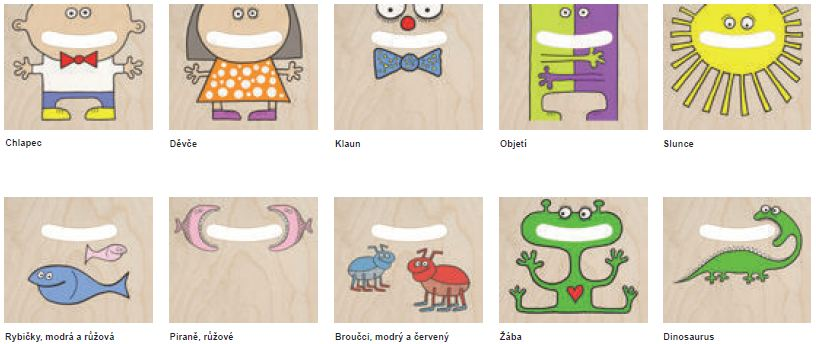 Chlapec
Děvče
Klaun
Objetí
Slunce
Rybičky, modrá a růžová
Piraně, růžové
Broučci, modrý a červený
Žába
Dinosaurus